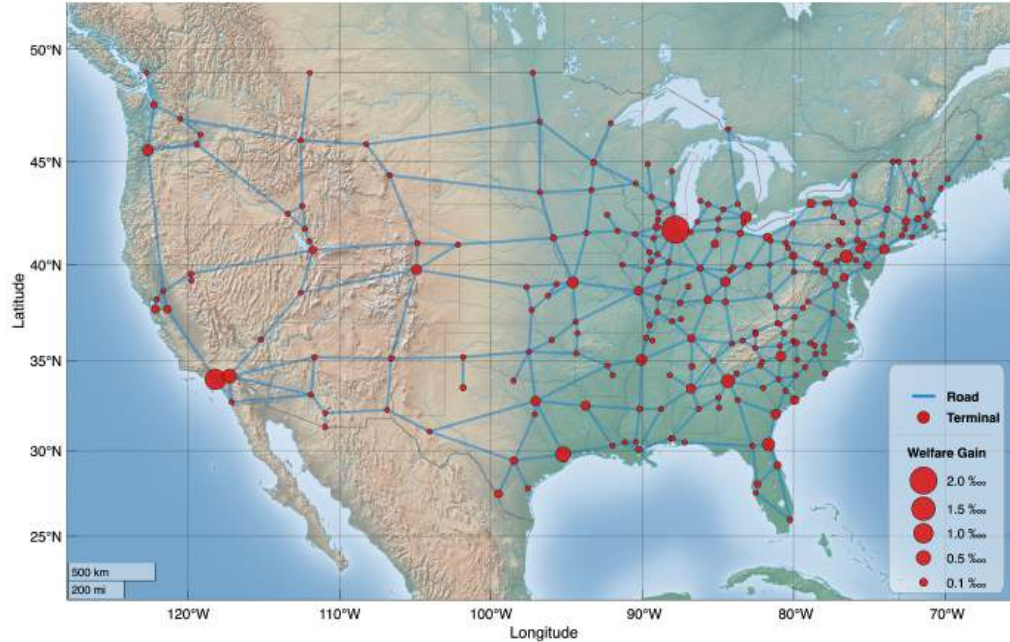 50°N
45°N
40°N
35°N
30°N
25°N
Latitude
Road
Terminal
Welfare Gain
2.0 ‱
1.5 ‱
1.0 ‱
0.5 ‱
0.1 ‱
500 km
200 mi
120°W 110°W 100°W 90°W 80°W 70°W
Longitude